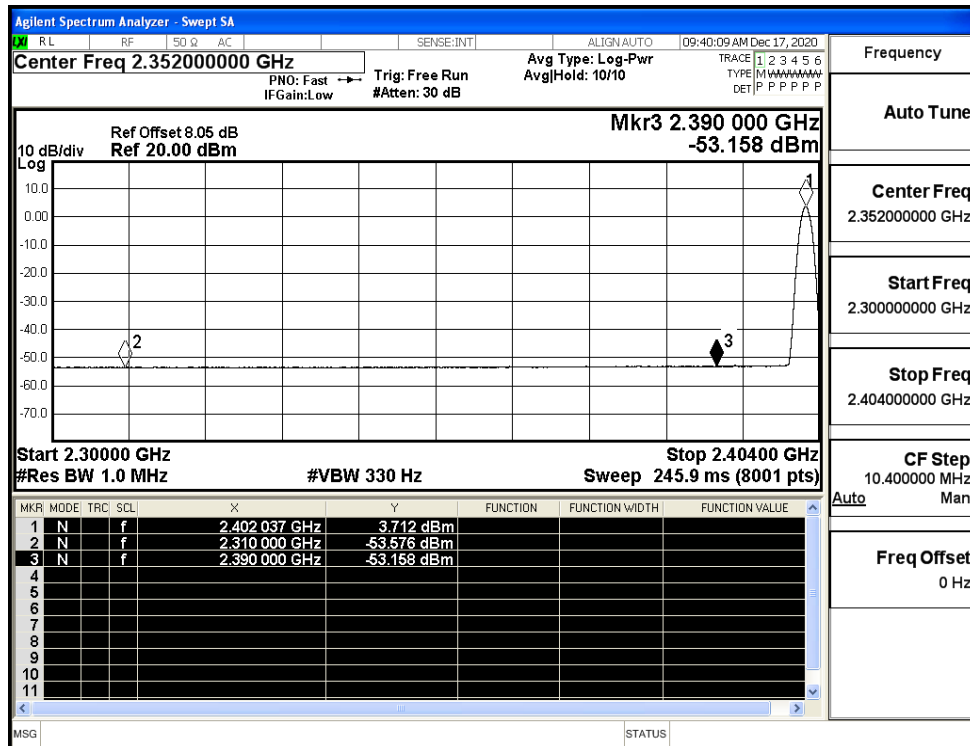 Agilent Spectrum Analyzer - Swept SA
LXI RL RF 50 Ω AC SENSE:INT ALIGN AUTO 09:40:09 AM Dec 17, 2020
Center Freq 2.352000000 GHz
PNO: Fast
IFGain:Low
Trig: Free Run
#Atten: 30 dB
Avg Type: Log-Pwr
Avg|Hold: 10/10
TRACE 1 2 3 4 5 6
TYPE M
DET P P P P P P
Ref Offset 8.05 dB
Ref 20.00 dBm
10 dB/div
Log
Mkr3 2.390 000 GHz
-53.158 dBm
10.0
0.00
-10.0
-20.0
-30.0
-40.0
-50.0
-60.0
-70.0
1
2
3
Start 2.30000 GHz Stop 2.40400 GHz
#Res BW 1.0 MHz #VBW 330 Hz Sweep 245.9 ms (8001 pts)
MKR MODE TRC SCL X Y FUNCTION FUNCTION WIDTH FUNCTION VALUE
1 N f 2.402 037 GHz 3.712 dBm
2 N f 2.310 000 GHz -53.576 dBm
3 N f 2.390 000 GHz -53.158 dBm
4
5
6
7
8
9
10
11
MSG STATUS
Frequency
Auto Tune
Center Freq
2.352000000 GHz
Start Freq
2.300000000 GHz
Stop Freq
2.404000000 GHz
CF Step
10.400000 MHz
Auto Man
Freq Offset
0 Hz